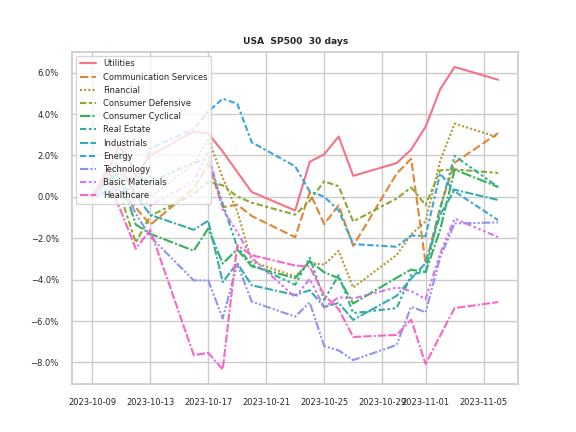 USA SP500 30 days
Utilities
Communication Services
Financial
Consumer Defensive
Consumer Cyclical
Real Estate
Industrials
Energy
Technology
Basic Materials
Healthcare
6.0%
4.0%
2.0%
0.0%
−2.0%
−4.0%
−6.0%
−8.0%
2023-10-09 2023-10-13 2023-10-17 2023-10-21 2023-10-25 2023-10-29 2023-11-01 2023-11-05